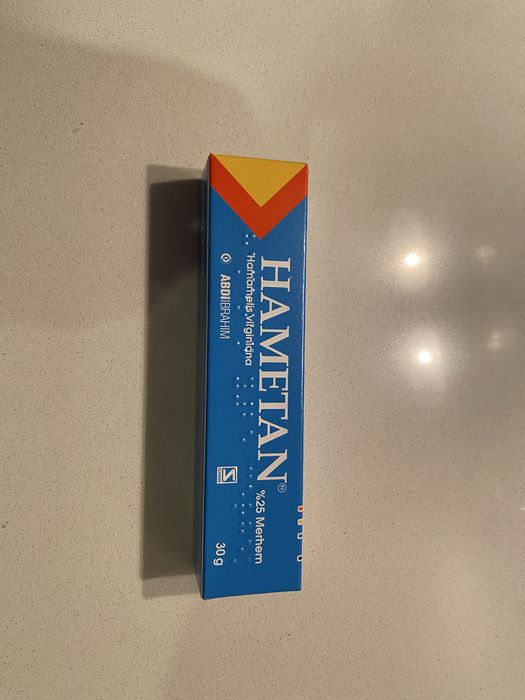 HAMETAN®
%25 Merhem
Hamamelis virginiana
ABDİİBRAHİM
30 g